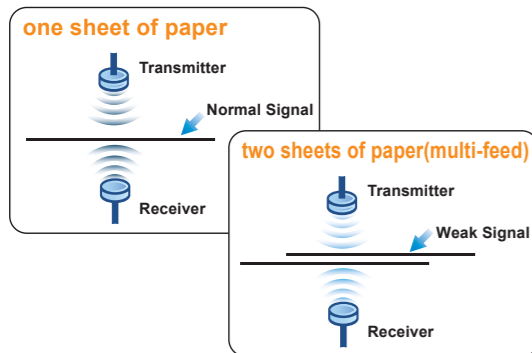 one sheet of paper
Transmitter
Normal Signal
Receiver
two sheets of paper(multi-feed)
Transmitter
Weak Signal
Receiver